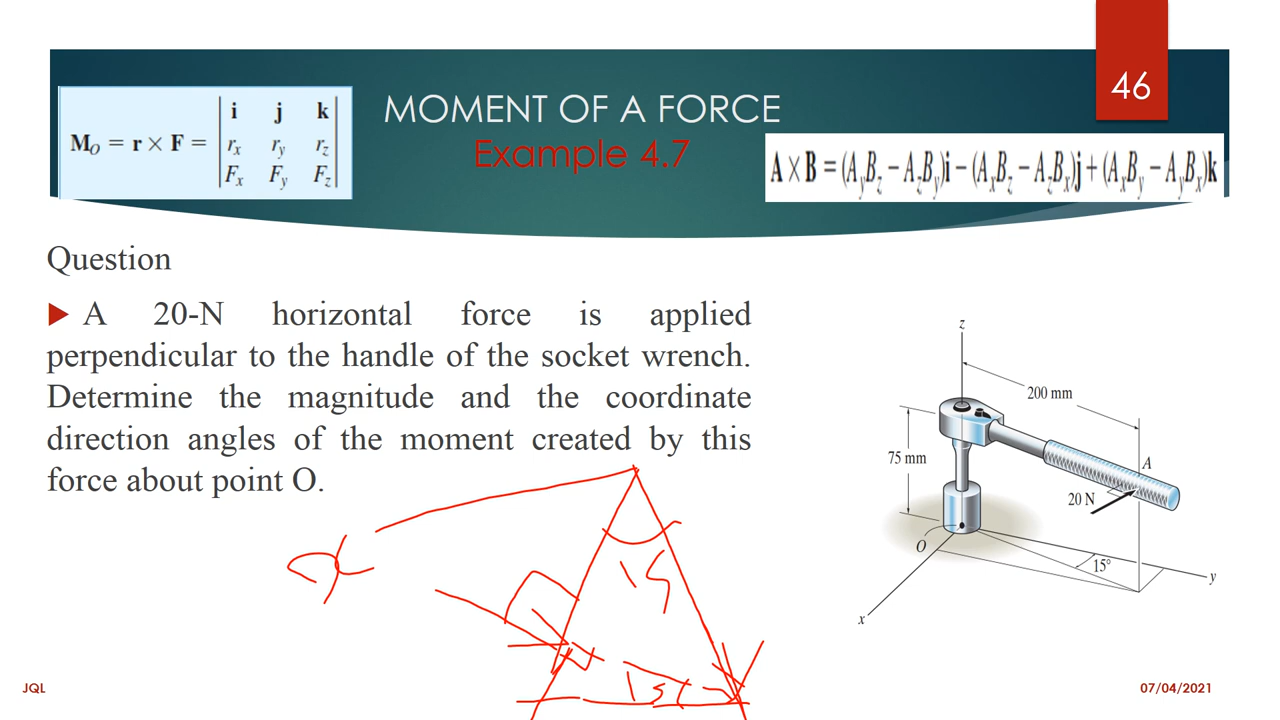 46
MOMENT OF A FORCE
Example 4.7
M_O = r × F = | i j k |
| r_x r_y r_z |
| F_x F_y F_z |
A × B = (A_yB_z − A_zB_y)i − (A_xB_z − A_zB_x)j + (A_xB_y − A_yB_x)k
Question
A 20-N horizontal force is applied
perpendicular to the handle of the socket wrench.
Determine the magnitude and the coordinate
direction angles of the moment created by this
force about point O.
z
200 mm
75 mm
A
20 N
O
15°
y
x
15
JQL
07/04/2021